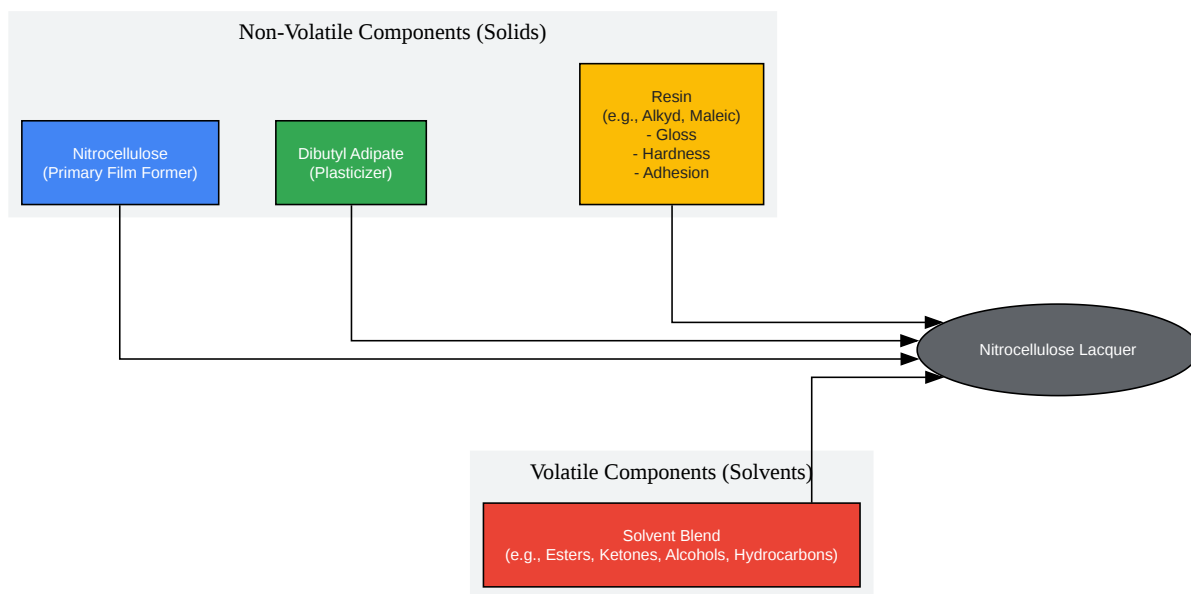 Non-Volatile Components (Solids)
Nitrocellulose
(Primary Film Former)
Dibutyl Adipate
(Plasticizer)
Resin
(e.g., Alkyd, Maleic)
- Gloss
- Hardness
- Adhesion
Nitrocellulose Lacquer
Volatile Components (Solvents)
Solvent Blend
(e.g., Esters, Ketones, Alcohols, Hydrocarbons)